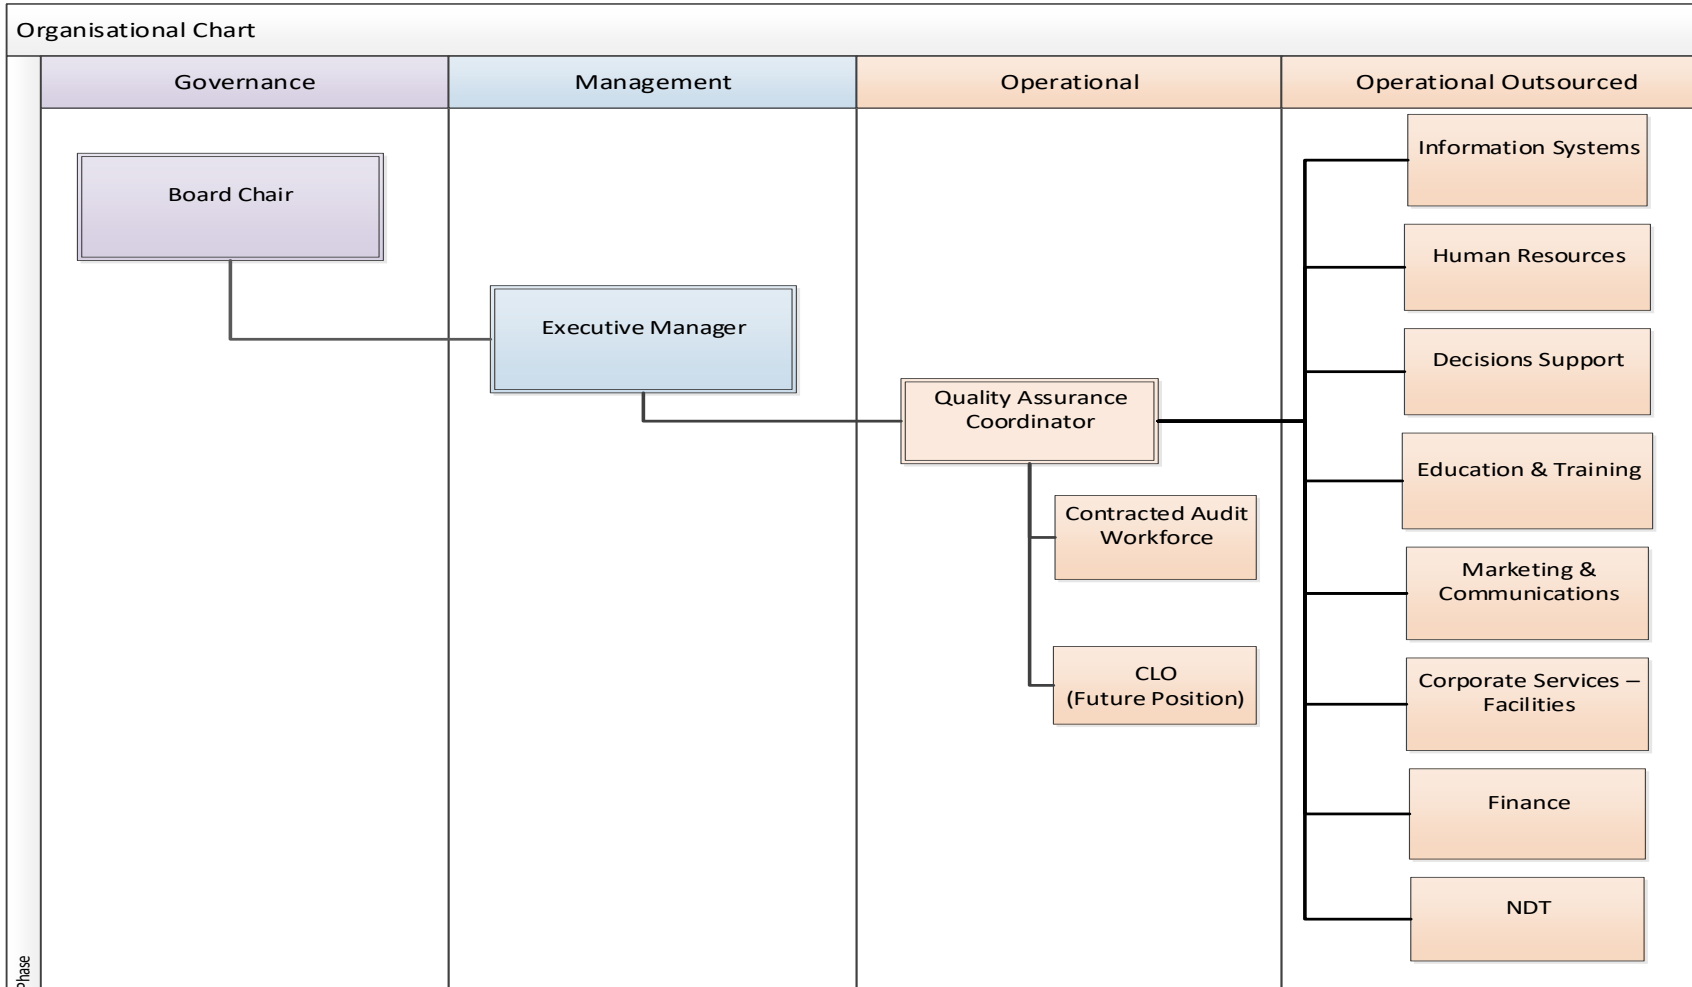 Organisational Chart
Governance
Management
Operational
Operational Outsourced
Board Chair
Executive Manager
Quality Assurance
Coordinator
Contracted Audit
Workforce
CLO
(Future Position)
Information Systems
Human Resources
Decisions Support
Education & Training
Marketing &
Communications
Corporate Services –
Facilities
Finance
NDT
Phase